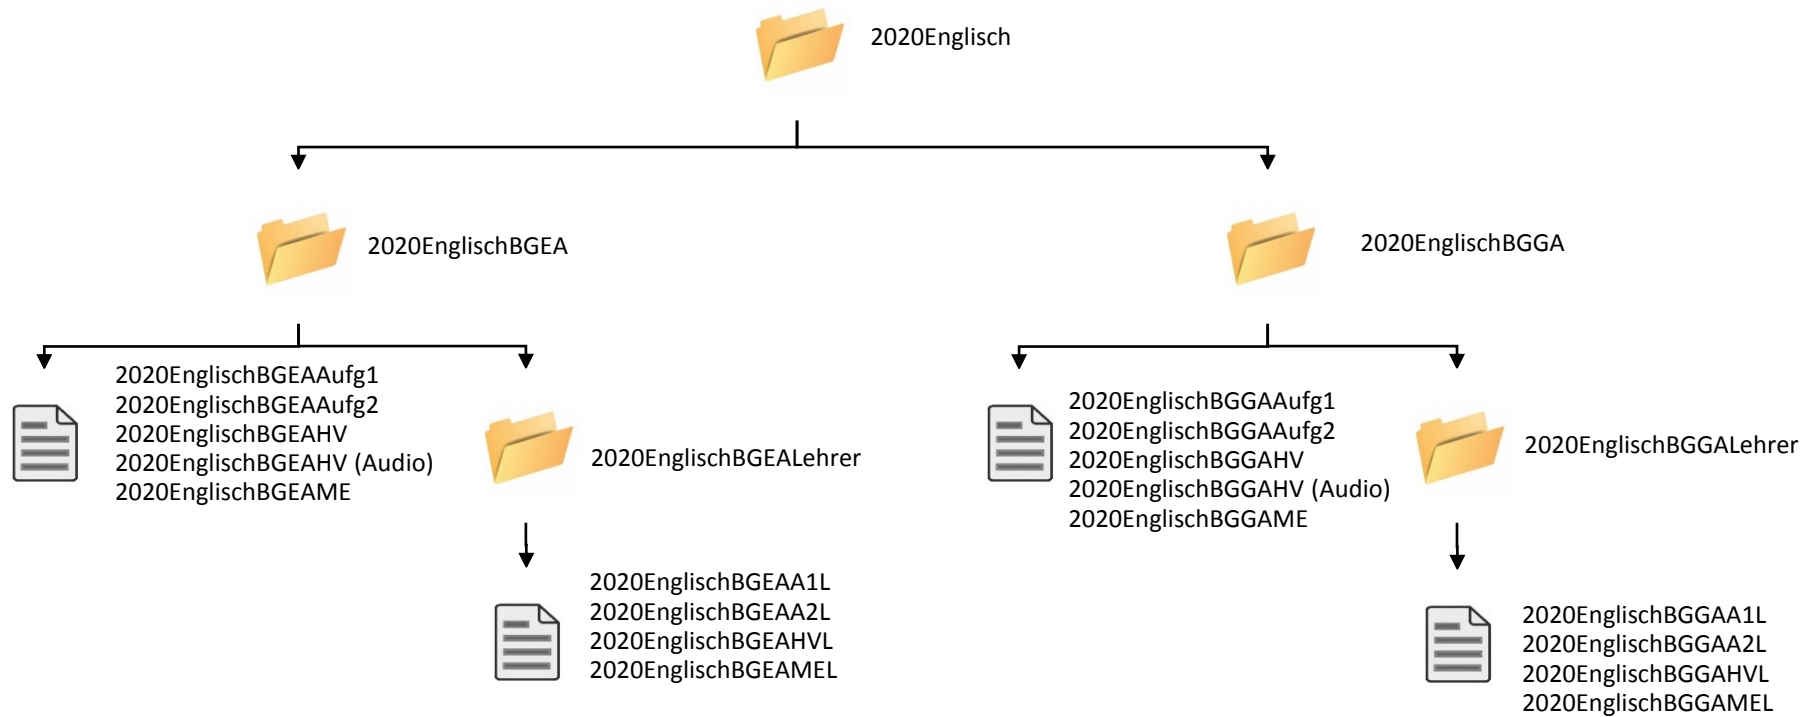 2020Englisch
2020EnglischBGEA
2020EnglischBGGA
2020EnglischBGEAAufg1
2020EnglischBGEAAufg2
2020EnglischBGEAHV
2020EnglischBGEAHV (Audio)
2020EnglischBGEAME
2020EnglischBGEALehrer
2020EnglischBGEAA1L
2020EnglischBGEAA2L
2020EnglischBGEAHVL
2020EnglischBGEAMEL
2020EnglischBGGAAufg1
2020EnglischBGGAAufg2
2020EnglischBGGAHV
2020EnglischBGGAHV (Audio)
2020EnglischBGGAME
2020EnglischBGGALehrer
2020EnglischBGGAA1L
2020EnglischBGGAA2L
2020EnglischBGGAHVL
2020EnglischBGGAMEL